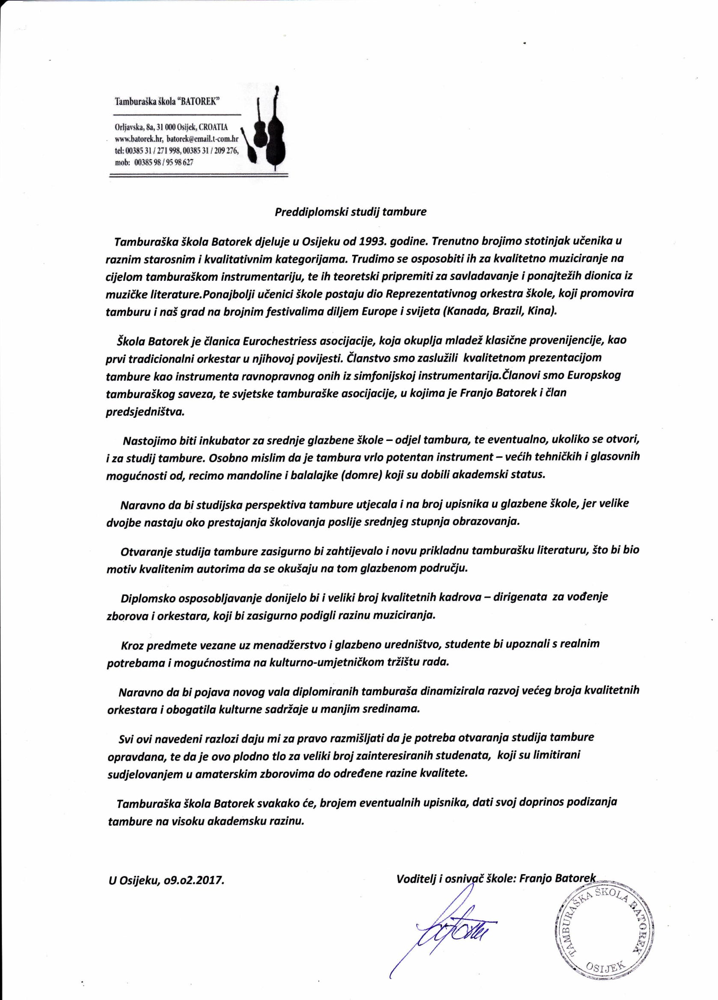 Tamburaška škola “BATOREK”
Orljavska, 8a, 31 000 Osijek, CROATIA
www.batorek.hr, batorek@email.t-com.hr
tel: 00385 31 / 271 998, 00385 31 / 209 276,
mob: 00385 98 / 95 98 627
Preddiplomski studij tambure
Tamburaška škola Batorek djeluje u Osijeku od 1993. godine. Trenutno brojimo stotinjak učenika u
raznim starosnim i kvalitativnim kategorijama. Trudimo se osposobiti ih za kvalitetno muziciranje na
cijelom tamburaškom instrumentariju, te ih teoretski pripremiti za savladavanje i ponajtežih dionica iz
muzičke literature.Ponajbolji učenici škole postaju dio Reprezentativnog orkestra škole, koji promovira
tamburu i naš grad na brojnim festivalima diljem Europe i svijeta (Kanada, Brazil, Kina).
Škola Batorek je članica Eurochestriess asocijacije, koja okuplja mladež klasične provenijencije, kao
prvi tradicionalni orkestar u njihovoj povijesti. Članstvo smo zaslužili kvalitetnom prezentacijom
tambure kao instrumenta ravnopravnog onih iz simfonijskoj instrumentarija.Članovi smo Europskog
tamburaškog saveza, te svjetske tamburaške asocijacije, u kojima je Franjo Batorek i član
predsjedništva.
Nastojimo biti inkubator za srednje glazbene škole – odjel tambura, te eventualno, ukoliko se otvori,
i za studij tambure. Osobno mislim da je tambura vrlo potentan instrument – većih tehničkih i glasovnih
mogućnosti od, recimo mandoline i balalajke (domre) koji su dobili akademski status.
Naravno da bi studijska perspektiva tambure utjecala i na broj upisnika u glazbene škole, jer velike
dvojbe nastaju oko prestajanja školovanja poslije srednjeg stupnja obrazovanja.
Otvaranje studija tambure zasigurno bi zahtijevalo i novu prikladnu tamburašku literaturu, što bi bio
motiv kvalitenim autorima da se okušaju na tom glazbenom području.
Diplomsko osposobljavanje donijelo bi i veliki broj kvalitetnih kadrova – dirigenata za vođenje
zborova i orkestara, koji bi zasigurno podigli razinu muziciranja.
Kroz predmete vezane uz menadžerstvo i glazbeno uredništvo, studente bi upoznali s realnim
potrebama i mogućnostima na kulturno-umjetničkom tržištu rada.
Naravno da bi pojava novog vala diplomiranih tamburaša dinamizirala razvoj većeg broja kvalitetnih
orkestara i obogatila kulturne sadržaje u manjim sredinama.
Svi ovi navedeni razlozi daju mi za pravo razmišljati da je potreba otvaranja studija tambure
opravdana, te da je ovo plodno tlo za veliki broj zainteresiranih studenata, koji su limitirani
sudjelovanjem u amaterskim zborovima do određene razine kvalitete.
Tamburaška škola Batorek svakako će, brojem eventualnih upisnika, dati svoj doprinos podizanja
tambure na visoku akademsku razinu.
U Osijeku, o9.o2.2017.
Voditelj i osnivač škole: Franjo Batorek
TAMBURAŠKA ŠKOLA BATOREK
OSIJEK